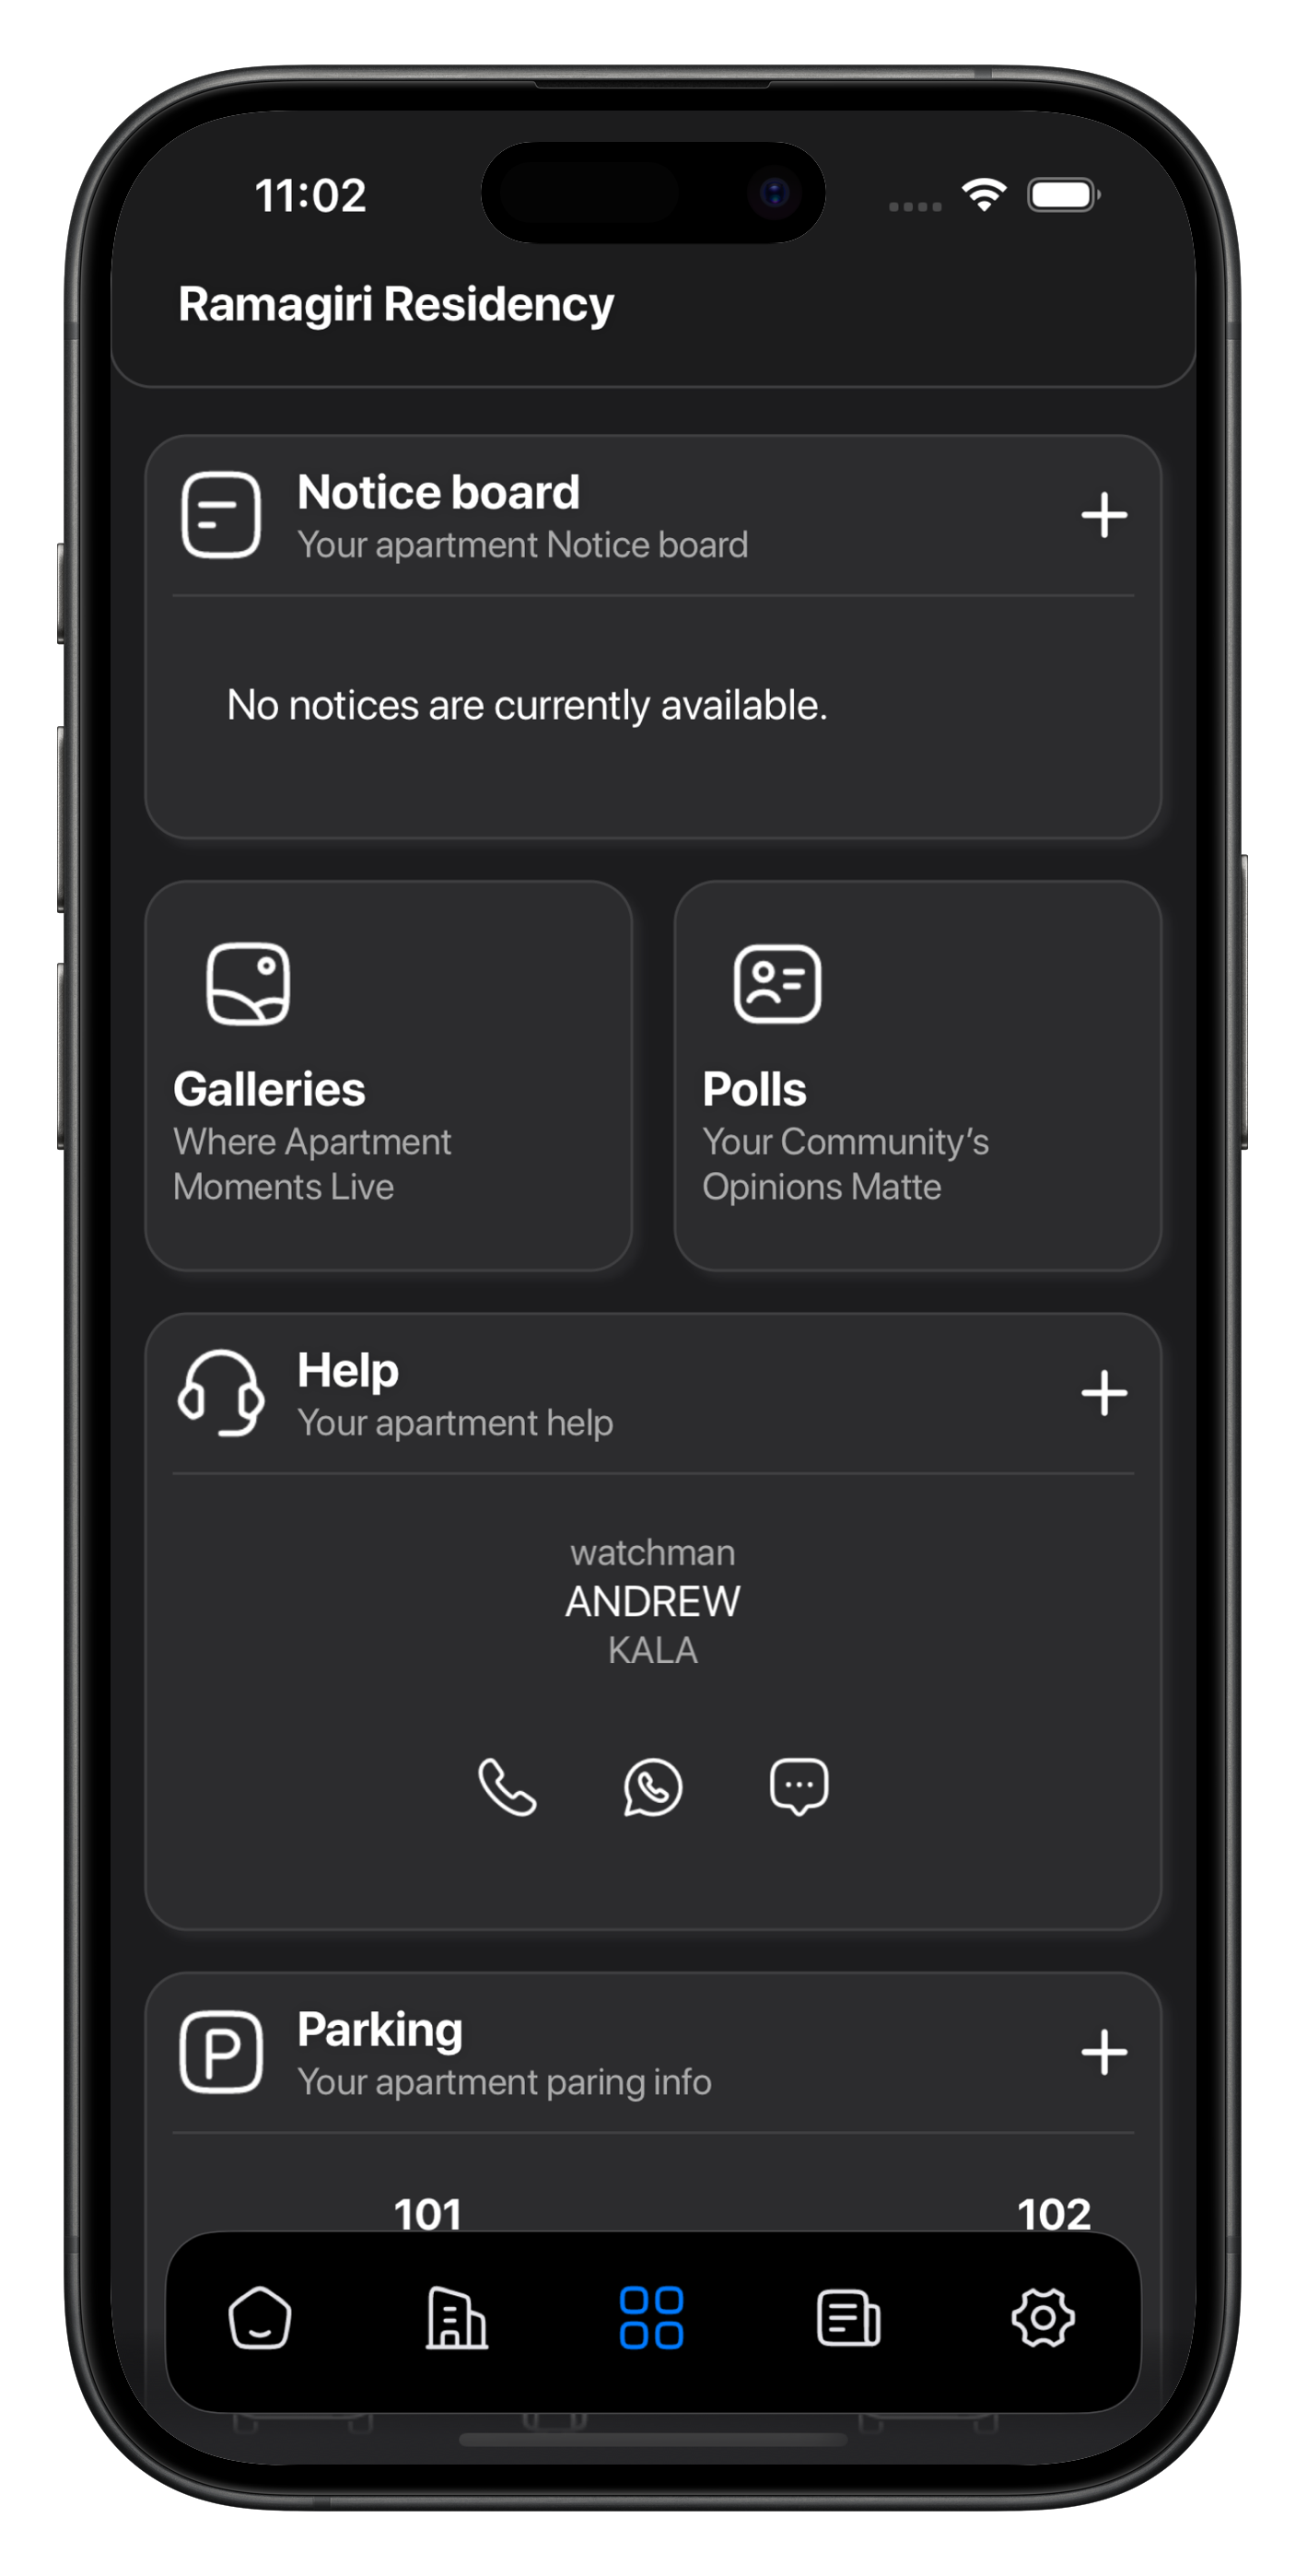 11:02
Ramagiri Residency
Notice board
Your apartment Notice board
No notices are currently available.
Galleries
Where Apartment
Moments Live
Polls
Your Community’s
Opinions Matte
Help
Your apartment help
watchman
ANDREW
KALA
P
Parking
Your apartment paring info
101
102